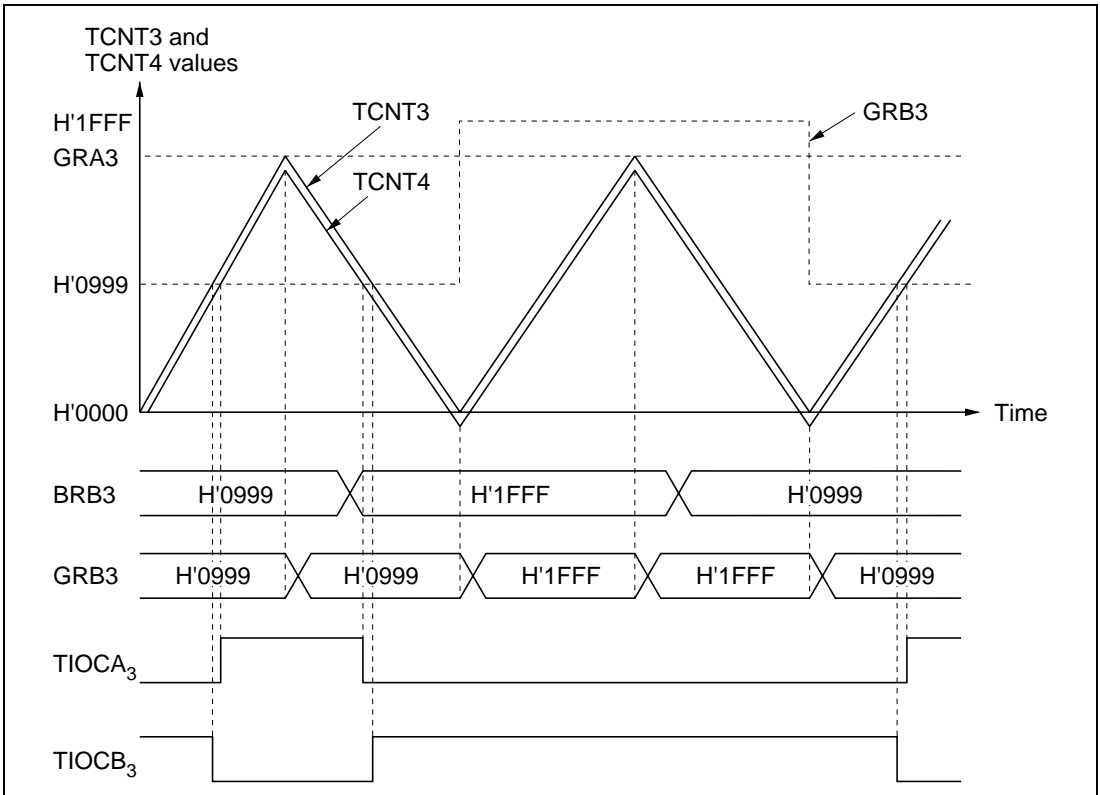 TCNT3 and
TCNT4 values
H'1FFF
GRA3
H'0999
H'0000
TCNT3
TCNT4
GRB3
Time
BRB3 H'0999 H'1FFF H'0999
GRB3 H'0999 H'0999 H'1FFF H'1FFF H'0999
TIOCA3
TIOCB3